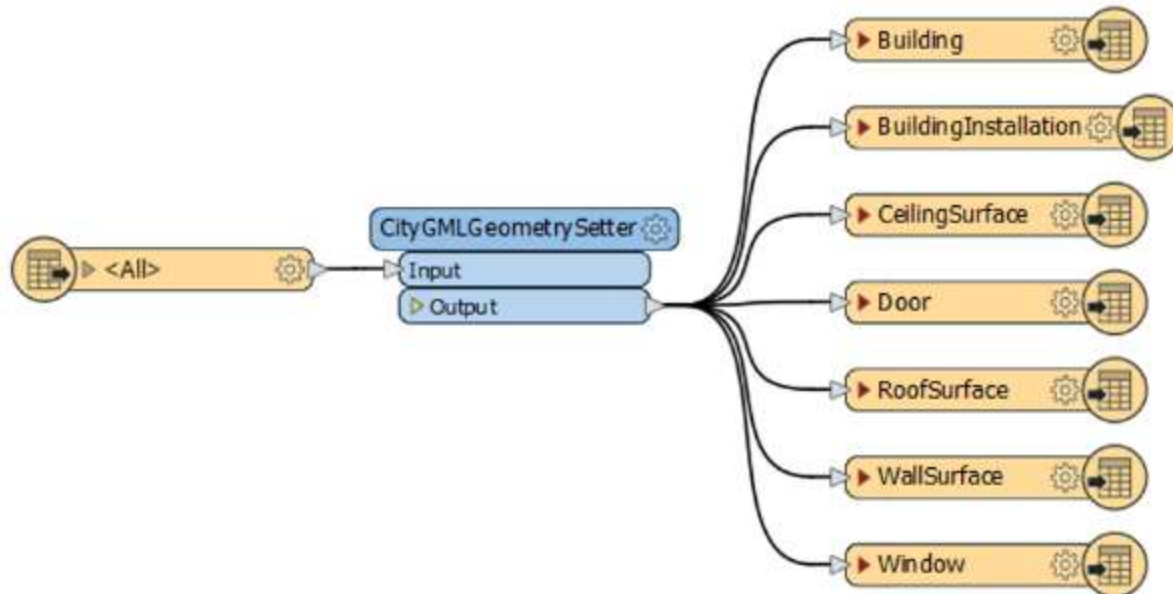 Building
BuildingInstallation
CityGMLGeometrySetter
CeilingSurface
<All>
Input
Output
Door
RoofSurface
WallSurface
Window